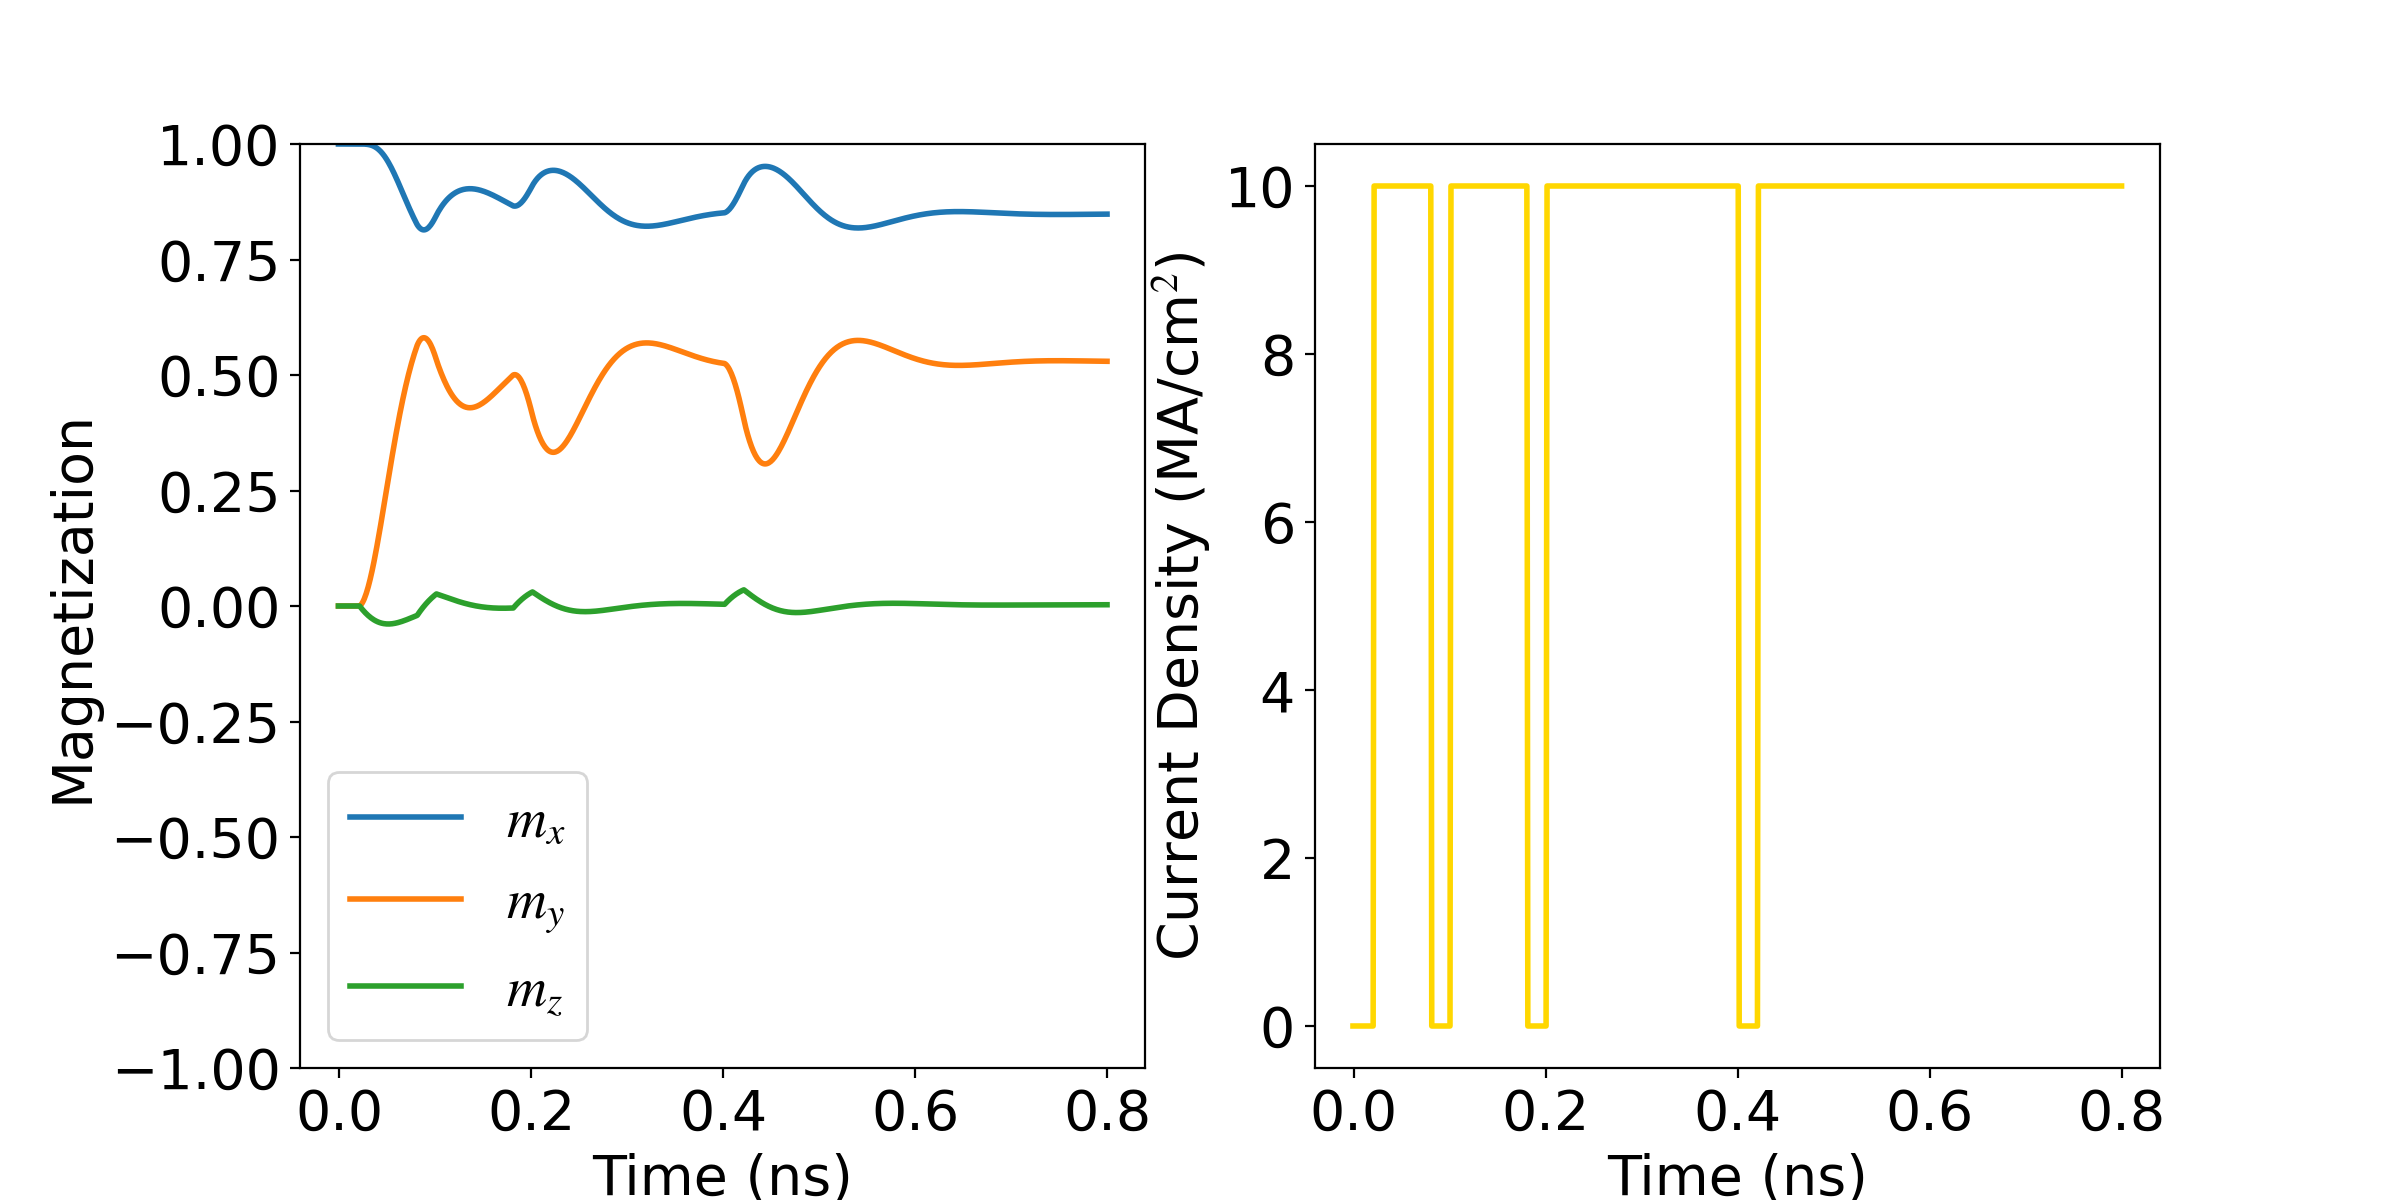 1.00
0.75
0.50
0.25
0.00
−0.25
−0.50
−0.75
−1.00
Magnetization
m_x
m_y
m_z
0.0 0.2 0.4 0.6 0.8
Time (ns)
10
8
6
4
2
0
Current Density (MA/cm²)
0.0 0.2 0.4 0.6 0.8
Time (ns)